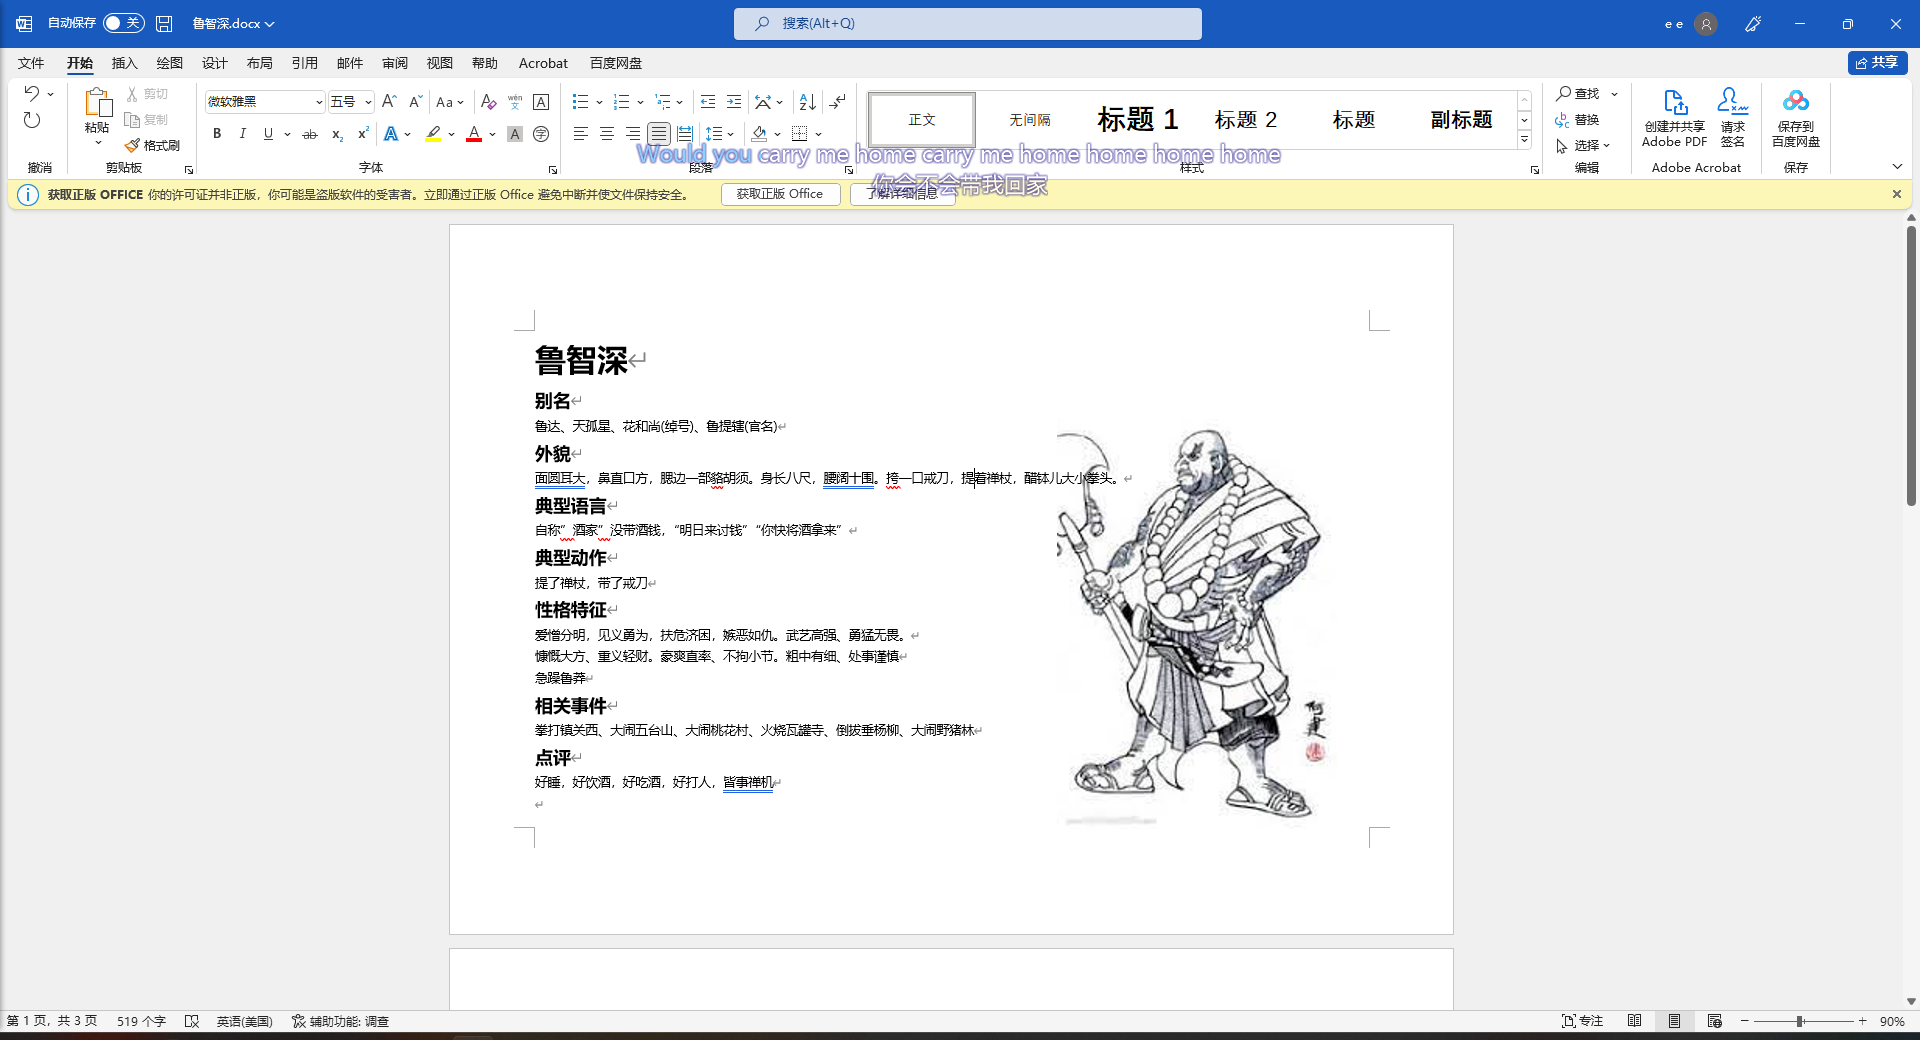 自动保存 关 鲁智深.docx 搜索(Alt+Q) e e
文件 开始 插入 绘图 设计 布局 引用 邮件 审阅 视图 帮助 Acrobat 百度网盘 共享
剪切
复制
粘贴
格式刷
撤消 剪贴板
微软雅黑 五号 Aa wén 文 A
B I U ab x₂ x² A A A 字
字体
段落
正文 无间隔 标题 1 标题 2 标题 副标题
样式
查找
替换
选择
编辑
创建并共享 Adobe PDF 请求签名
Adobe Acrobat
保存到百度网盘
保存
Would you carry me home carry me home home home home
你会不会带我回家
获取正版 OFFICE 你的许可证并非正版，你可能是盗版软件的受害者。立即通过正版 Office 避免中断并使文件保持安全。 获取正版 Office 了解详细信息
鲁智深
别名
鲁达、天孤星、花和尚(绰号)、鲁提辖(官名)
外貌
面圆耳大，鼻直口方，腮边一部貉胡须。身长八尺，腰阔十围。挎一口戒刀，提着禅杖，醋钵儿大小拳头。
典型语言
自称”酒家”没带酒钱，“明日来讨钱”“你快将酒拿来”
典型动作
提了禅杖，带了戒刀
性格特征
爱憎分明，见义勇为，扶危济困，嫉恶如仇。武艺高强、勇猛无畏。
慷慨大方、重义轻财。豪爽直率、不拘小节。粗中有细、处事谨慎
急躁鲁莽
相关事件
拳打镇关西、大闹五台山、大闹桃花村、火烧瓦罐寺、倒拔垂杨柳、大闹野猪林
点评
好睡，好饮酒，好吃酒，好打人，皆事禅机
第 1 页，共 3 页 519 个字 英语(美国) 辅助功能: 调查 专注 90%